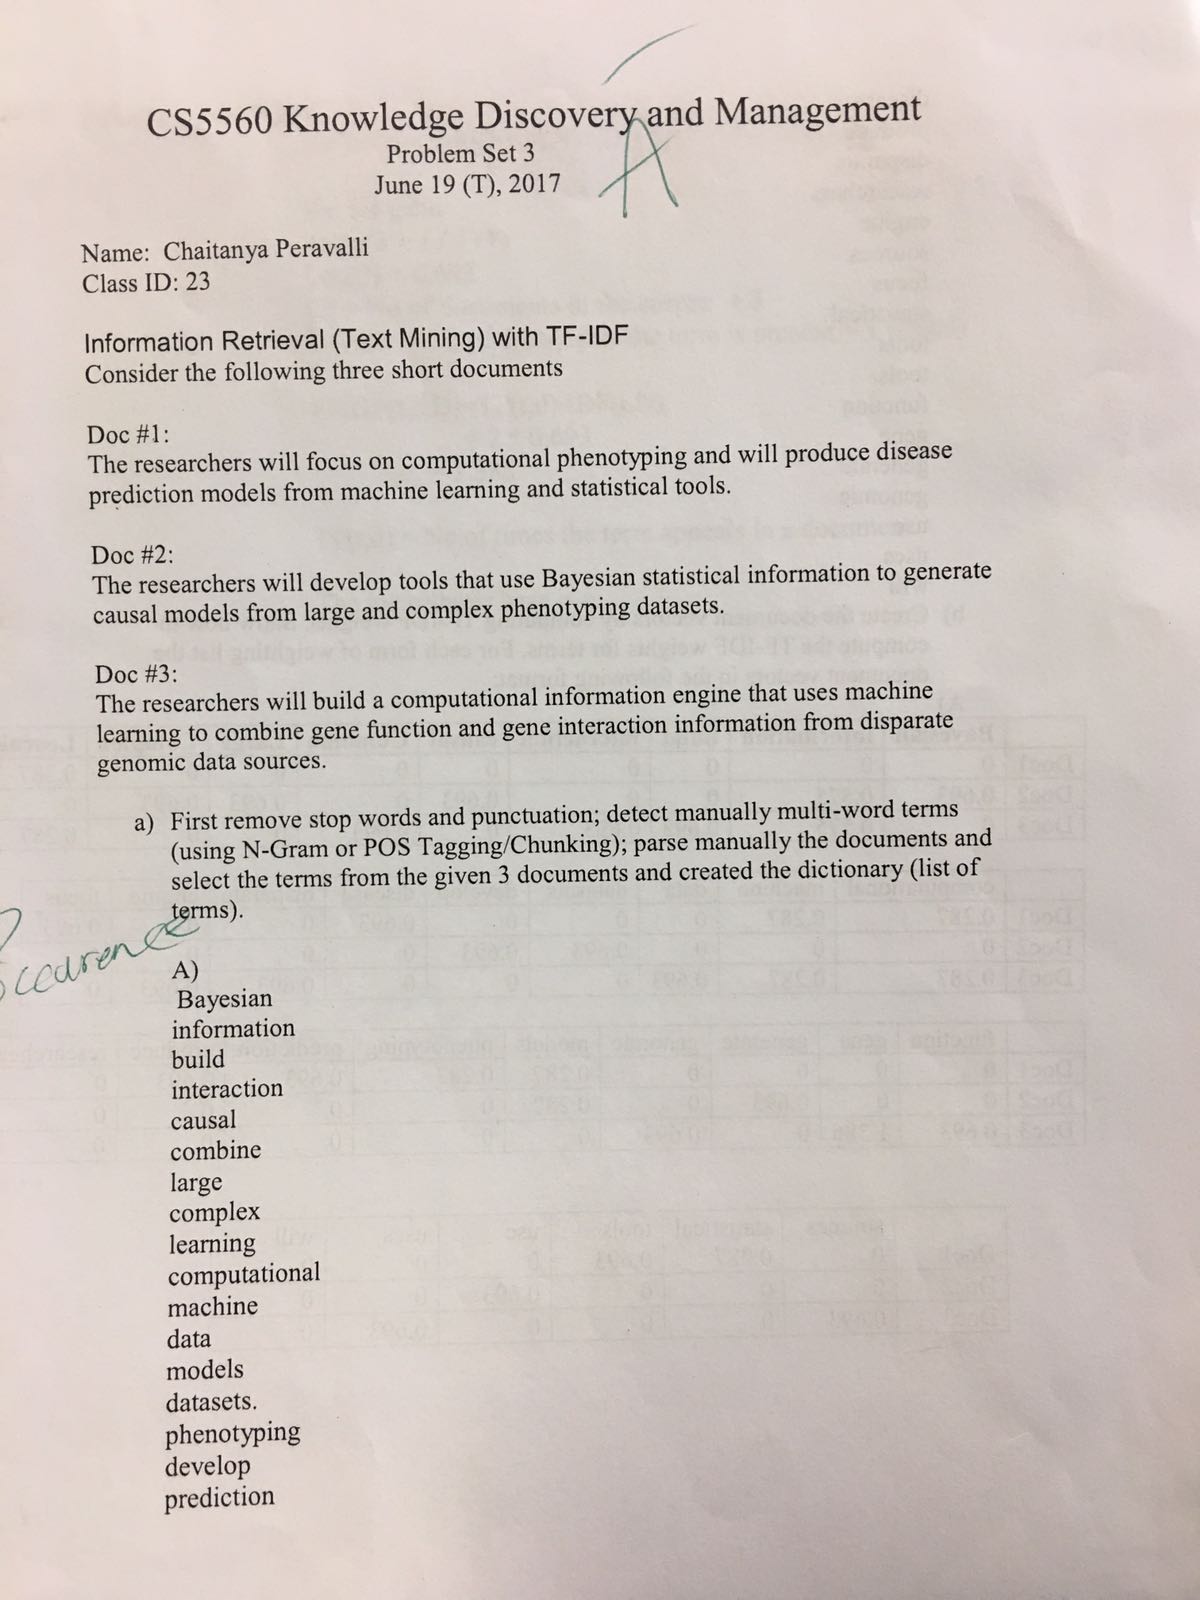 CS5560 Knowledge Discovery and Management
Problem Set 3
June 19 (T), 2017
A
Name: Chaitanya Peravalli
Class ID: 23
Information Retrieval (Text Mining) with TF-IDF
Consider the following three short documents
Doc #1:
The researchers will focus on computational phenotyping and will produce disease
prediction models from machine learning and statistical tools.
Doc #2:
The researchers will develop tools that use Bayesian statistical information to generate
causal models from large and complex phenotyping datasets.
Doc #3:
The researchers will build a computational information engine that uses machine
learning to combine gene function and gene interaction information from disparate
genomic data sources.
a) First remove stop words and punctuation; detect manually multi-word terms
(using N-Gram or POS Tagging/Chunking); parse manually the documents and
select the terms from the given 3 documents and created the dictionary (list of
terms).
?
A)
Bayesian
information
build
interaction
causal
combine
large
complex
learning
computational
machine
data
models
datasets.
phenotyping
develop
prediction